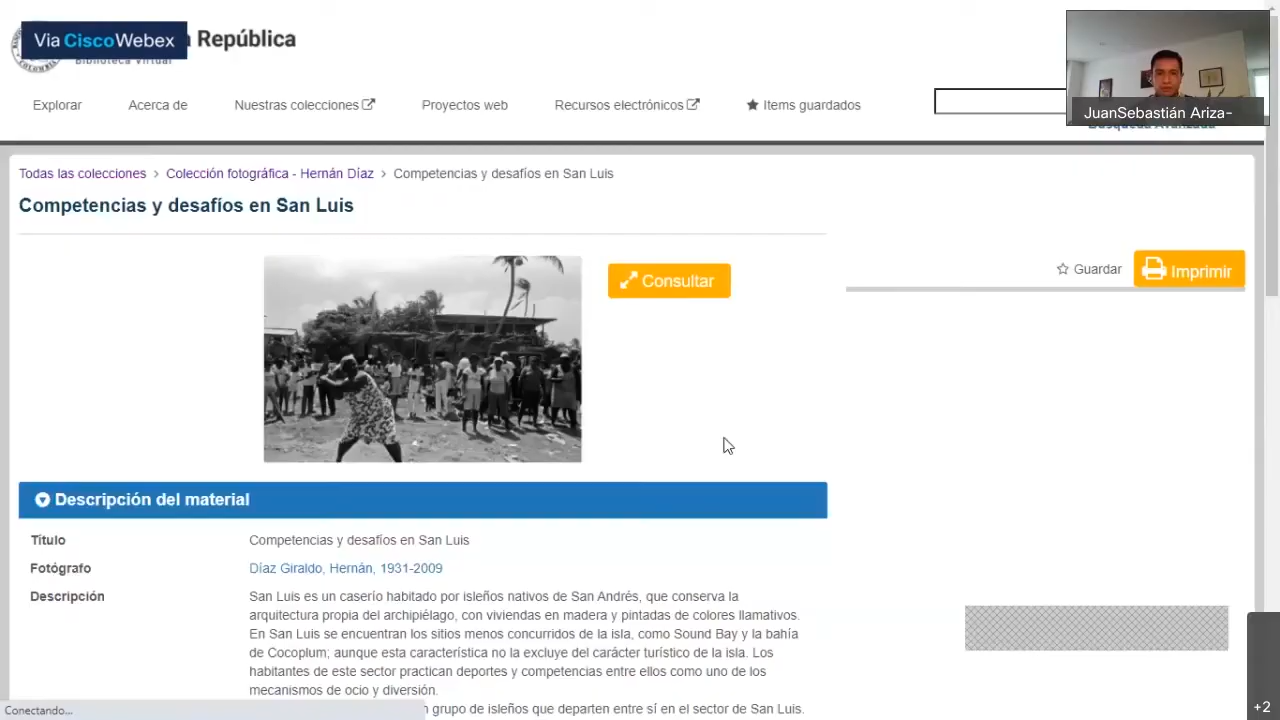 Via Cisco Webex
República
Biblioteca Virtual
COLOMBIA
Explorar
Acerca de
Nuestras colecciones
Proyectos web
Recursos electrónicos
Items guardados
JuanSebastián Ariza-
Búsqueda Avanzada
Todas las colecciones › Colección fotográfica - Hernán Díaz › Competencias y desafíos en San Luis
Competencias y desafíos en San Luis
Consultar
Guardar
Imprimir
Descripción del material
Título
Competencias y desafíos en San Luis
Fotógrafo
Díaz Giraldo, Hernán, 1931-2009
Descripción
San Luis es un caserío habitado por isleños nativos de San Andrés, que conserva la
arquitectura propia del archipiélago, con viviendas en madera y pintadas de colores llamativos.
En San Luis se encuentran los sitios menos concurridos de la isla, como Sound Bay y la bahía
de Cocoplum; aunque esta característica no la excluye del carácter turístico de la isla. Los
habitantes de este sector practican deportes y competencias entre ellos como uno de los
mecanismos de ocio y diversión.
grupo de isleños que departen entre sí en el sector de San Luis.
Conectando...
+2